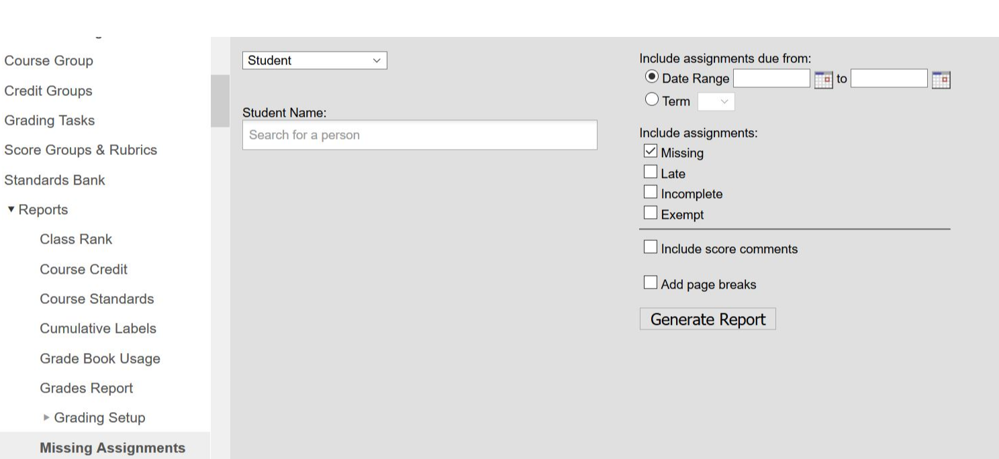 Course Group
Credit Groups
Grading Tasks
Score Groups & Rubrics
Standards Bank
Reports
Class Rank
Course Credit
Course Standards
Cumulative Labels
Grade Book Usage
Grades Report
Grading Setup
Missing Assignments
Student
Student Name:
Search for a person
Include assignments due from:
Date Range to
Term
Include assignments:
Missing
Late
Incomplete
Exempt
Include score comments
Add page breaks
Generate Report